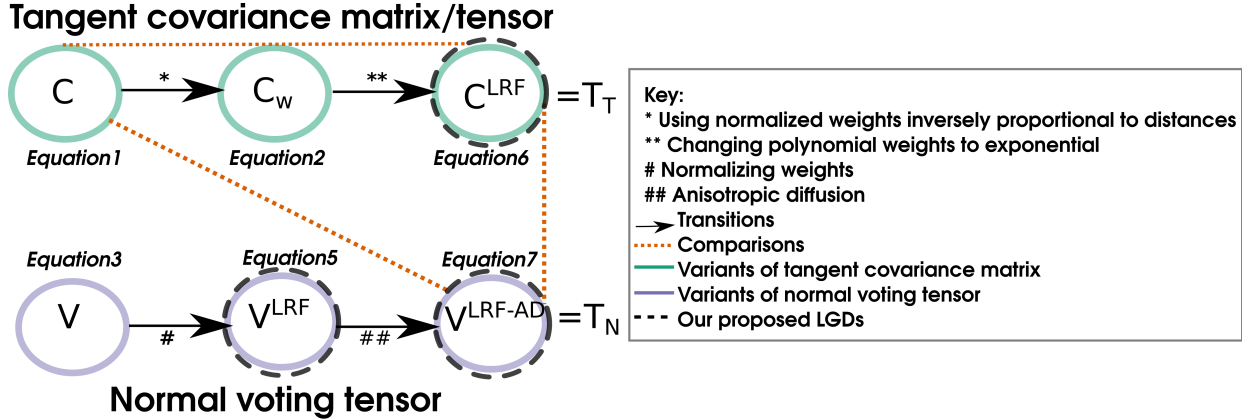 Tangent covariance matrix/tensor
* **
C C_w C^LRF =T_T
Equation1 Equation2 Equation6
Equation3 Equation5 Equation7
V V^LRF V^LRF-AD =T_N
# ##
Normal voting tensor
Key:
* Using normalized weights inversely proportional to distances
** Changing polynomial weights to exponential
# Normalizing weights
## Anisotropic diffusion
Transitions
Comparisons
Variants of tangent covariance matrix
Variants of normal voting tensor
Our proposed LGDs